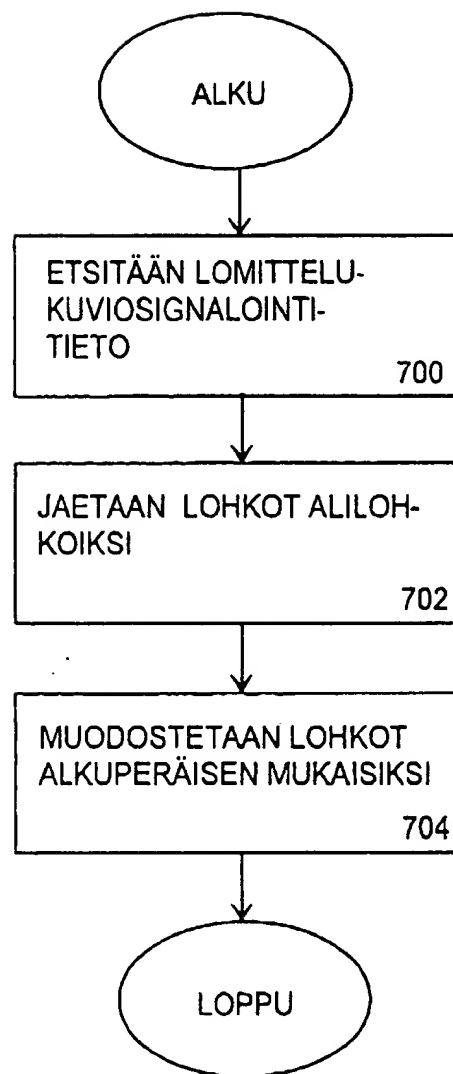 ALKU
ETSITÄÄN LOMITTELU-
KUVIOSIGNALOINTI-
TIETO
700
JAETAAN LOHKOT ALILOH-
KOIKSI
702
MUODOSTETAAN LOHKOT
ALKUPERÄISEN MUKAISIKSI
704
LOPPU